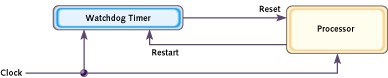 Watchdog Timer
Reset
Processor
Restart
Clock